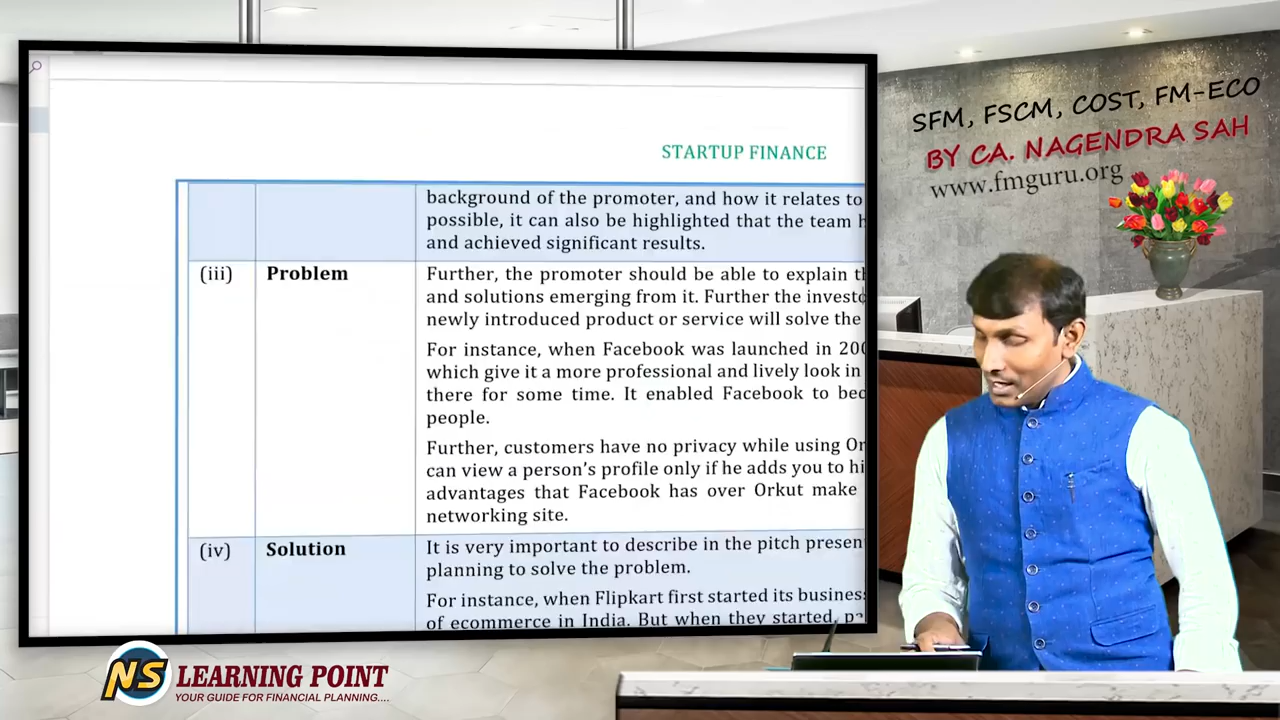 STARTUP FINANCE
background of the promoter, and how it relates to
possible, it can also be highlighted that the team
and achieved significant results.
(iii) Problem
Further, the promoter should be able to explain
and solutions emerging from it. Further the
newly introduced product or service will solve the
For instance, when Facebook was launched in
which give it a more professional and lively look in
there for some time. It enabled Facebook to
people.
Further, customers have no privacy while using
can view a person's profile only if he adds you to
advantages that Facebook has over Orkut make
networking site.
(iv) Solution
It is very important to describe in the pitch
planning to solve the problem.
For instance, when Flipkart first started its business
of ecommerce in India. But when they started,
SFM, FSCM, COST, FM-ECO
BY CA. NAGENDRA SAH
www.fmguru.org
NS LEARNING POINT
YOUR GUIDE FOR FINANCIAL PLANNING....